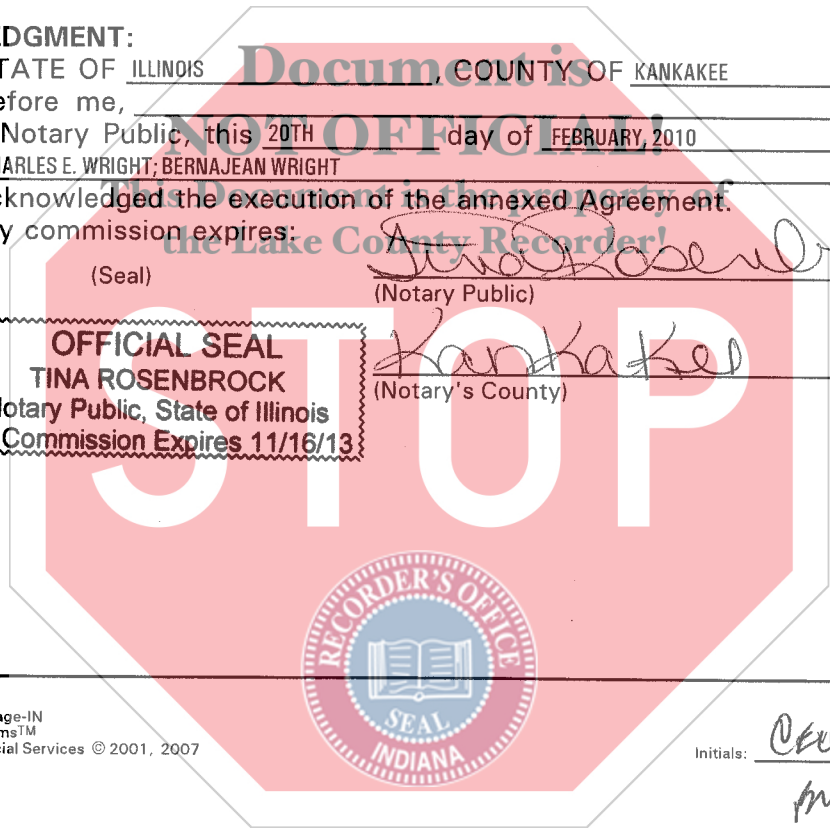 DGMENT:
TATE OF ILLINOIS , COUNTY OF KANKAKEE
efore me,
Notary Public, this 20TH day of FEBRUARY, 2010
ARLES E. WRIGHT; BERNAJEAN WRIGHT
cknowledged the execution of the annexed Agreement.
y commission expires:
Document is
NOT OFFICIAL!
This Document is the property of
the Lake County Recorder!
(Seal)
(Notary Public)
Kankakee
(Notary's County)
OFFICIAL SEAL
TINA ROSENBROCK
Notary Public, State of Illinois
Commission Expires 11/16/13
STOP
RECORDER'S OFFICE
SEAL
INDIANA
age-IN
ms™
cial Services © 2001, 2007
Initials: